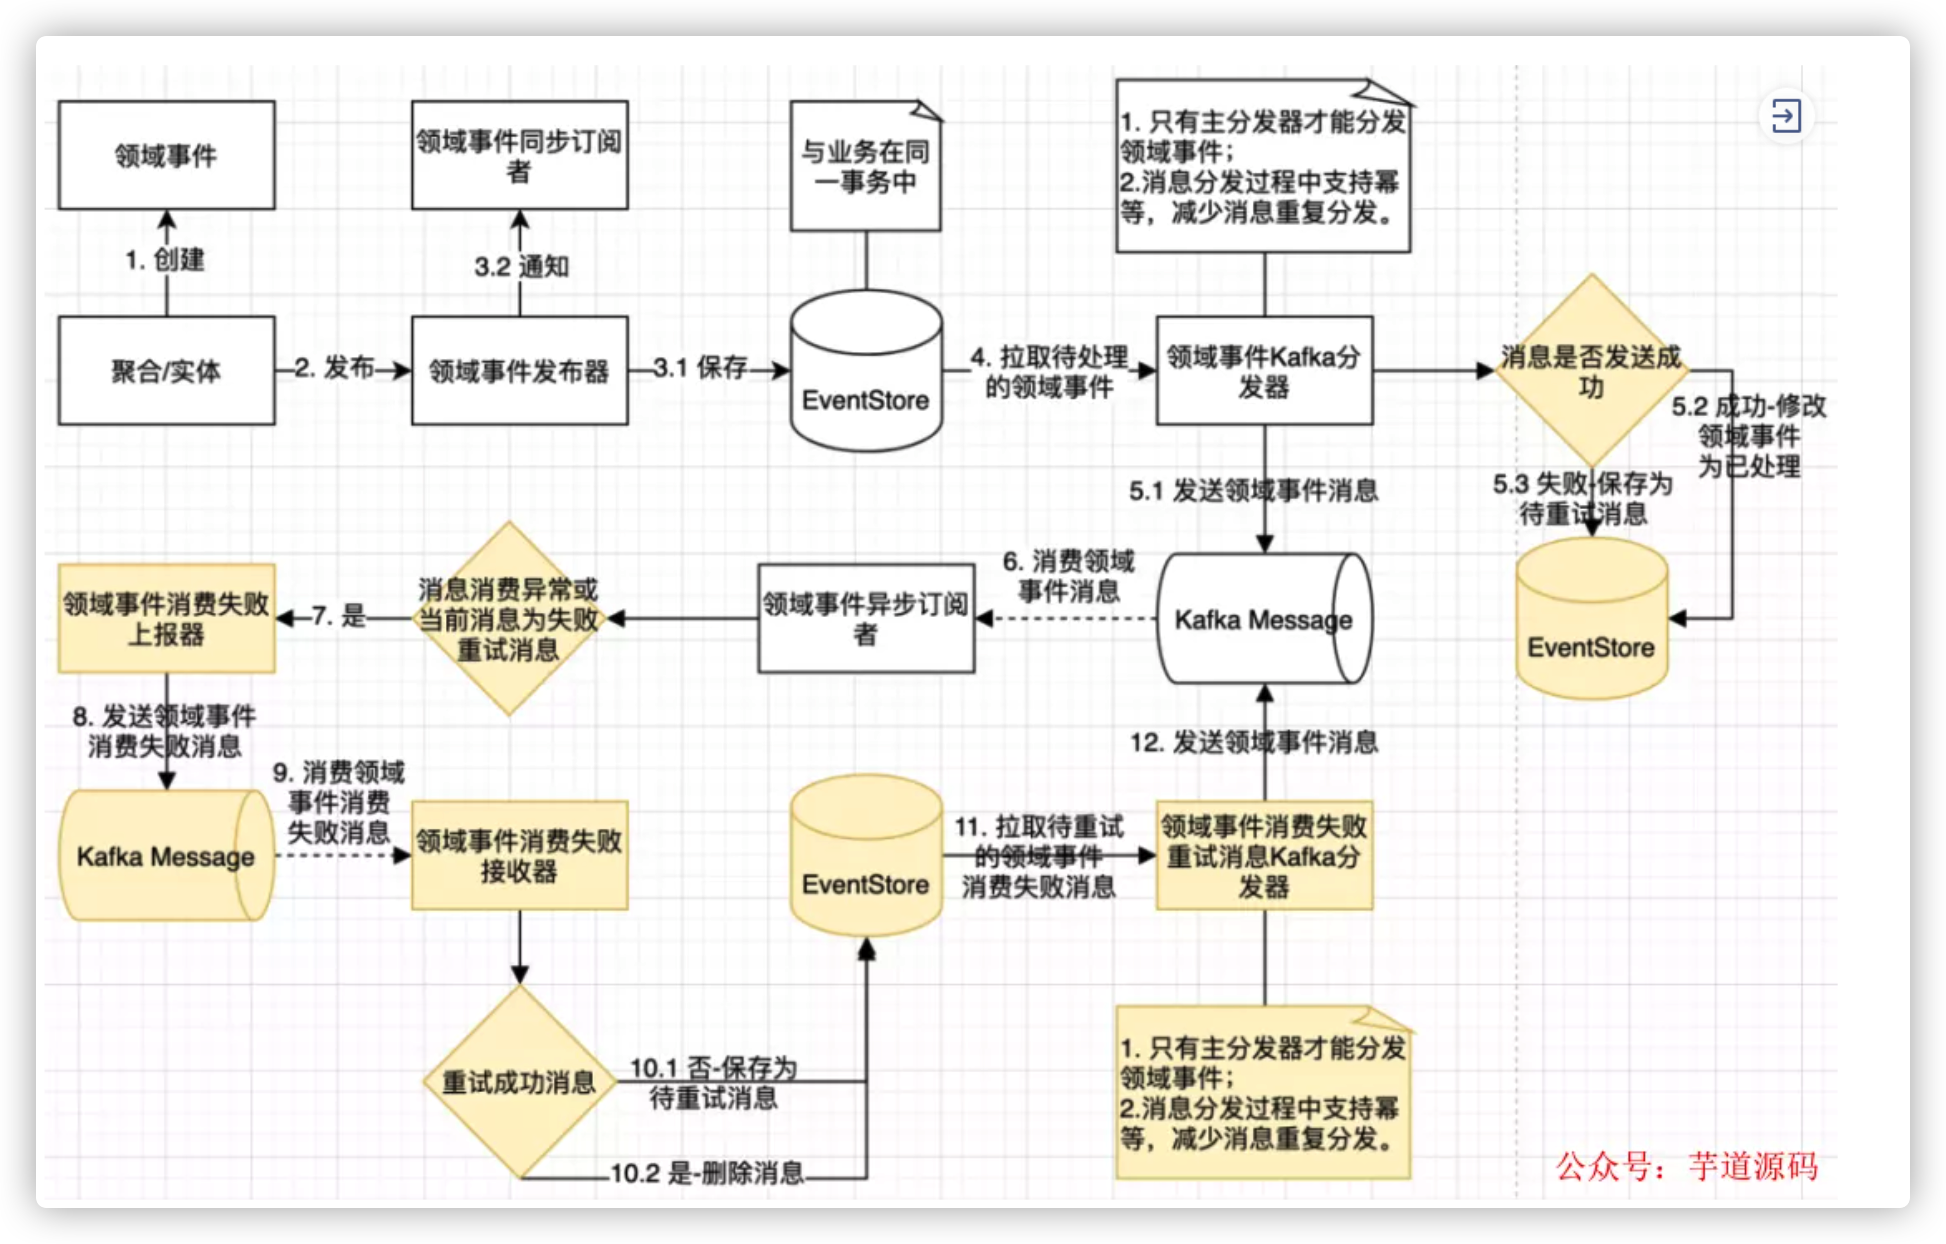 领域事件
领域事件同步订阅
者
与业务在同
一事务中
1. 只有主分发器才能分发
领域事件；
2.消息分发过程中支持幂
等，减少消息重复分发。
1. 创建
3.2 通知
聚合/实体
2. 发布
领域事件发布器
3.1 保存
EventStore
4. 拉取待处理
的领域事件
领域事件Kafka分
发器
消息是否发送成
功
5.2 成功-修改
领域事件
为已处理
5.1 发送领域事件消息
5.3 失败-保存为
待重试消息
领域事件消费失败
上报器
7. 是
消息消费异常或
当前消息为失败
重试消息
领域事件异步订阅
者
6. 消费领域
事件消息
Kafka Message
EventStore
8. 发送领域事件
消费失败消息
9. 消费领域
事件消费
失败消息
12. 发送领域事件消息
Kafka Message
领域事件消费失败
接收器
EventStore
11. 拉取待重试
的领域事件
消费失败消息
领域事件消费失败
重试消息Kafka分
发器
重试成功消息
10.1 否-保存为
待重试消息
10.2 是-删除消息
1. 只有主分发器才能分发
领域事件；
2.消息分发过程中支持幂
等，减少消息重复分发。
公众号：芋道源码